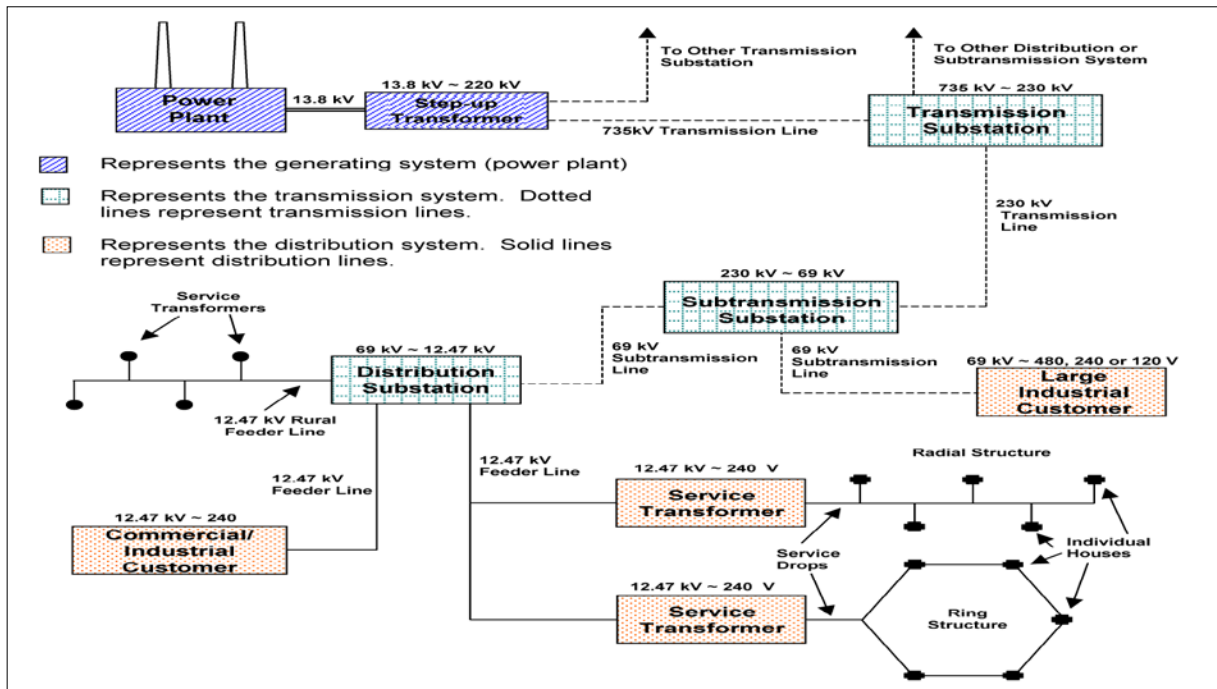 To Other Transmission
Substation
To Other Distribution or
Subtransmission System
13.8 kV ~ 220 kV
735 kV ~ 230 kV
Power
Plant
13.8 kV
Step-up
Transformer
735kV Transmission Line
Transmission
Substation
Represents the generating system (power plant)
Represents the transmission system. Dotted
lines represent transmission lines.
Represents the distribution system. Solid lines
represent distribution lines.
230 kV
Transmission
Line
230 kV ~ 69 kV
Subtransmission
Substation
Service
Transformers
69 kV ~ 12.47 kV
Distribution
Substation
69 kV
Subtransmission
Line
69 kV
Subtransmission
Line
69 kV ~ 480, 240 or 120 V
Large
Industrial
Customer
12.47 kV Rural
Feeder Line
12.47 kV
Feeder Line
12.47 kV
Feeder Line
12.47 kV ~ 240 V
Service
Transformer
Radial Structure
12.47 kV ~ 240
Commercial/
Industrial
Customer
Service
Drops
Individual
Houses
12.47 kV ~ 240 V
Service
Transformer
Ring
Structure